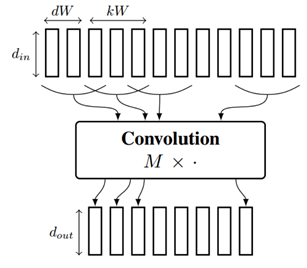 dW kW
d_in
Convolution
M × ·
d_out